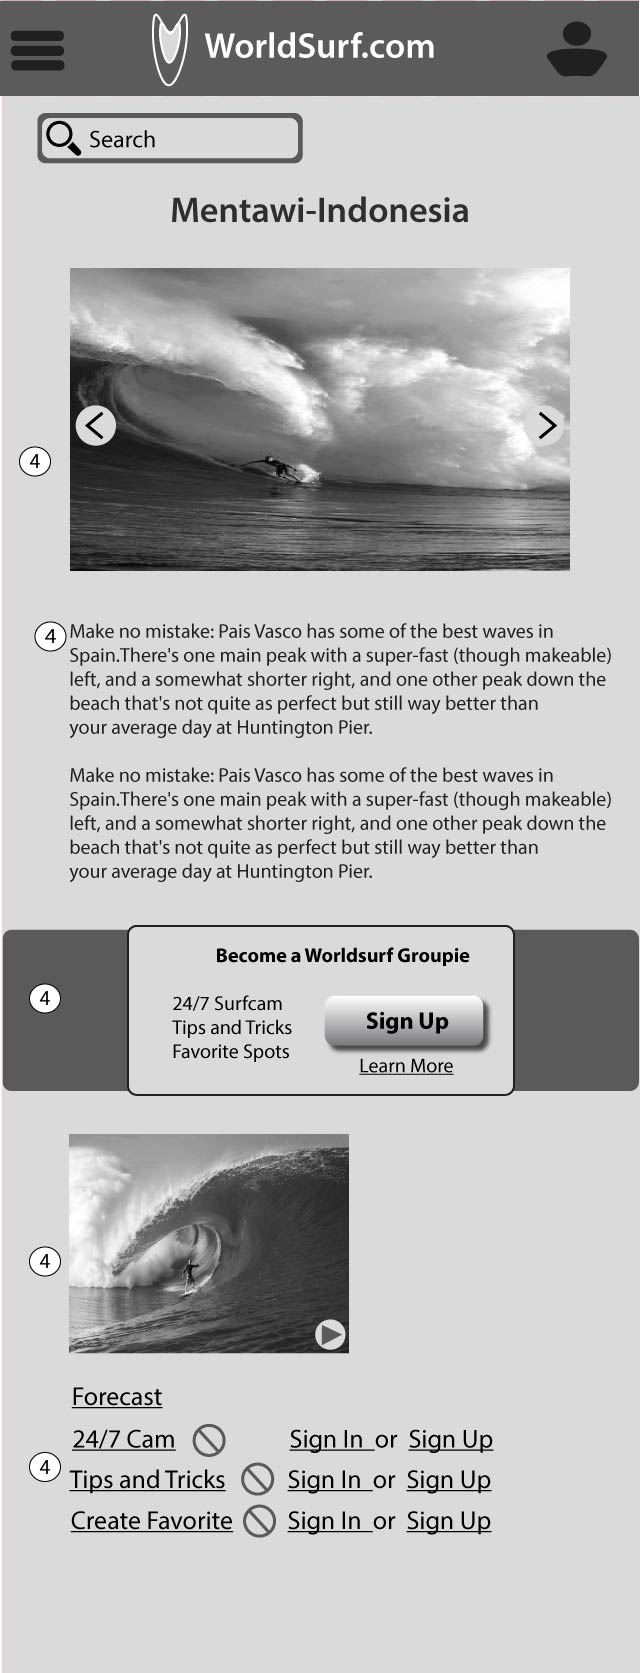 WorldSurf.com
Search
Mentawi-Indonesia
4
4
Make no mistake: Pais Vasco has some of the best waves in
Spain.There's one main peak with a super-fast (though makeable)
left, and a somewhat shorter right, and one other peak down the
beach that's not quite as perfect but still way better than
your average day at Huntington Pier.
Make no mistake: Pais Vasco has some of the best waves in
Spain.There's one main peak with a super-fast (though makeable)
left, and a somewhat shorter right, and one other peak down the
beach that's not quite as perfect but still way better than
your average day at Huntington Pier.
Become a Worldsurf Groupie
4
24/7 Surfcam
Tips and Tricks
Favorite Spots
Sign Up
Learn More
4
Forecast
24/7 Cam Sign In or Sign Up
4
Tips and Tricks Sign In or Sign Up
Create Favorite Sign In or Sign Up